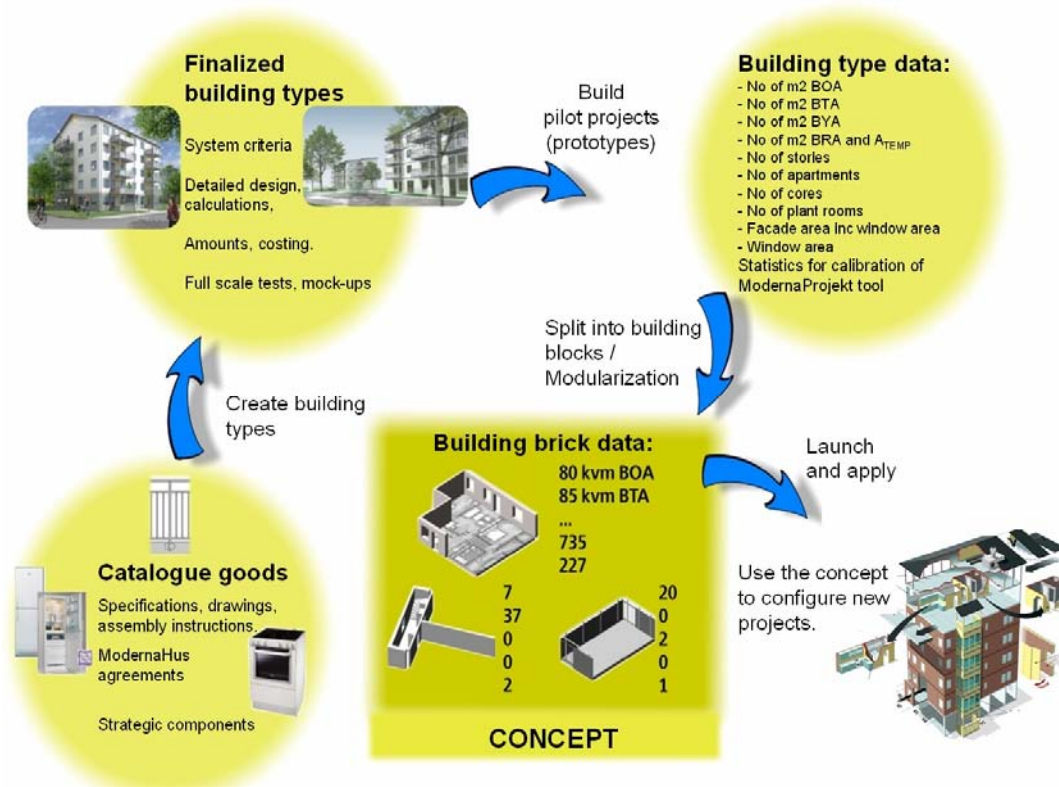 Finalized
building types
System criteria
Detailed design,
calculations,
Amounts, costing.
Full scale tests, mock-ups
Build
pilot projects
(prototypes)
Building type data:
- No of m2 BOA
- No of m2 BTA
- No of m2 BYA
- No of m2 BRA and A_TEMP
- No of stories
- No of apartments
- No of cores
- No of plant rooms
- Facade area inc window area
- Window area
Statistics for calibration of
ModernaProjekt tool
Split into building
blocks /
Modularization
Create building
types
Catalogue goods
Specifications, drawings,
assembly instructions.
ModernaHus
agreements
Strategic components
Building brick data:
80 kvm BOA
85 kvm BTA
...
735
227
7
37
0
0
2
20
0
2
0
1
CONCEPT
Launch
and apply
Use the concept
to configure new
projects.